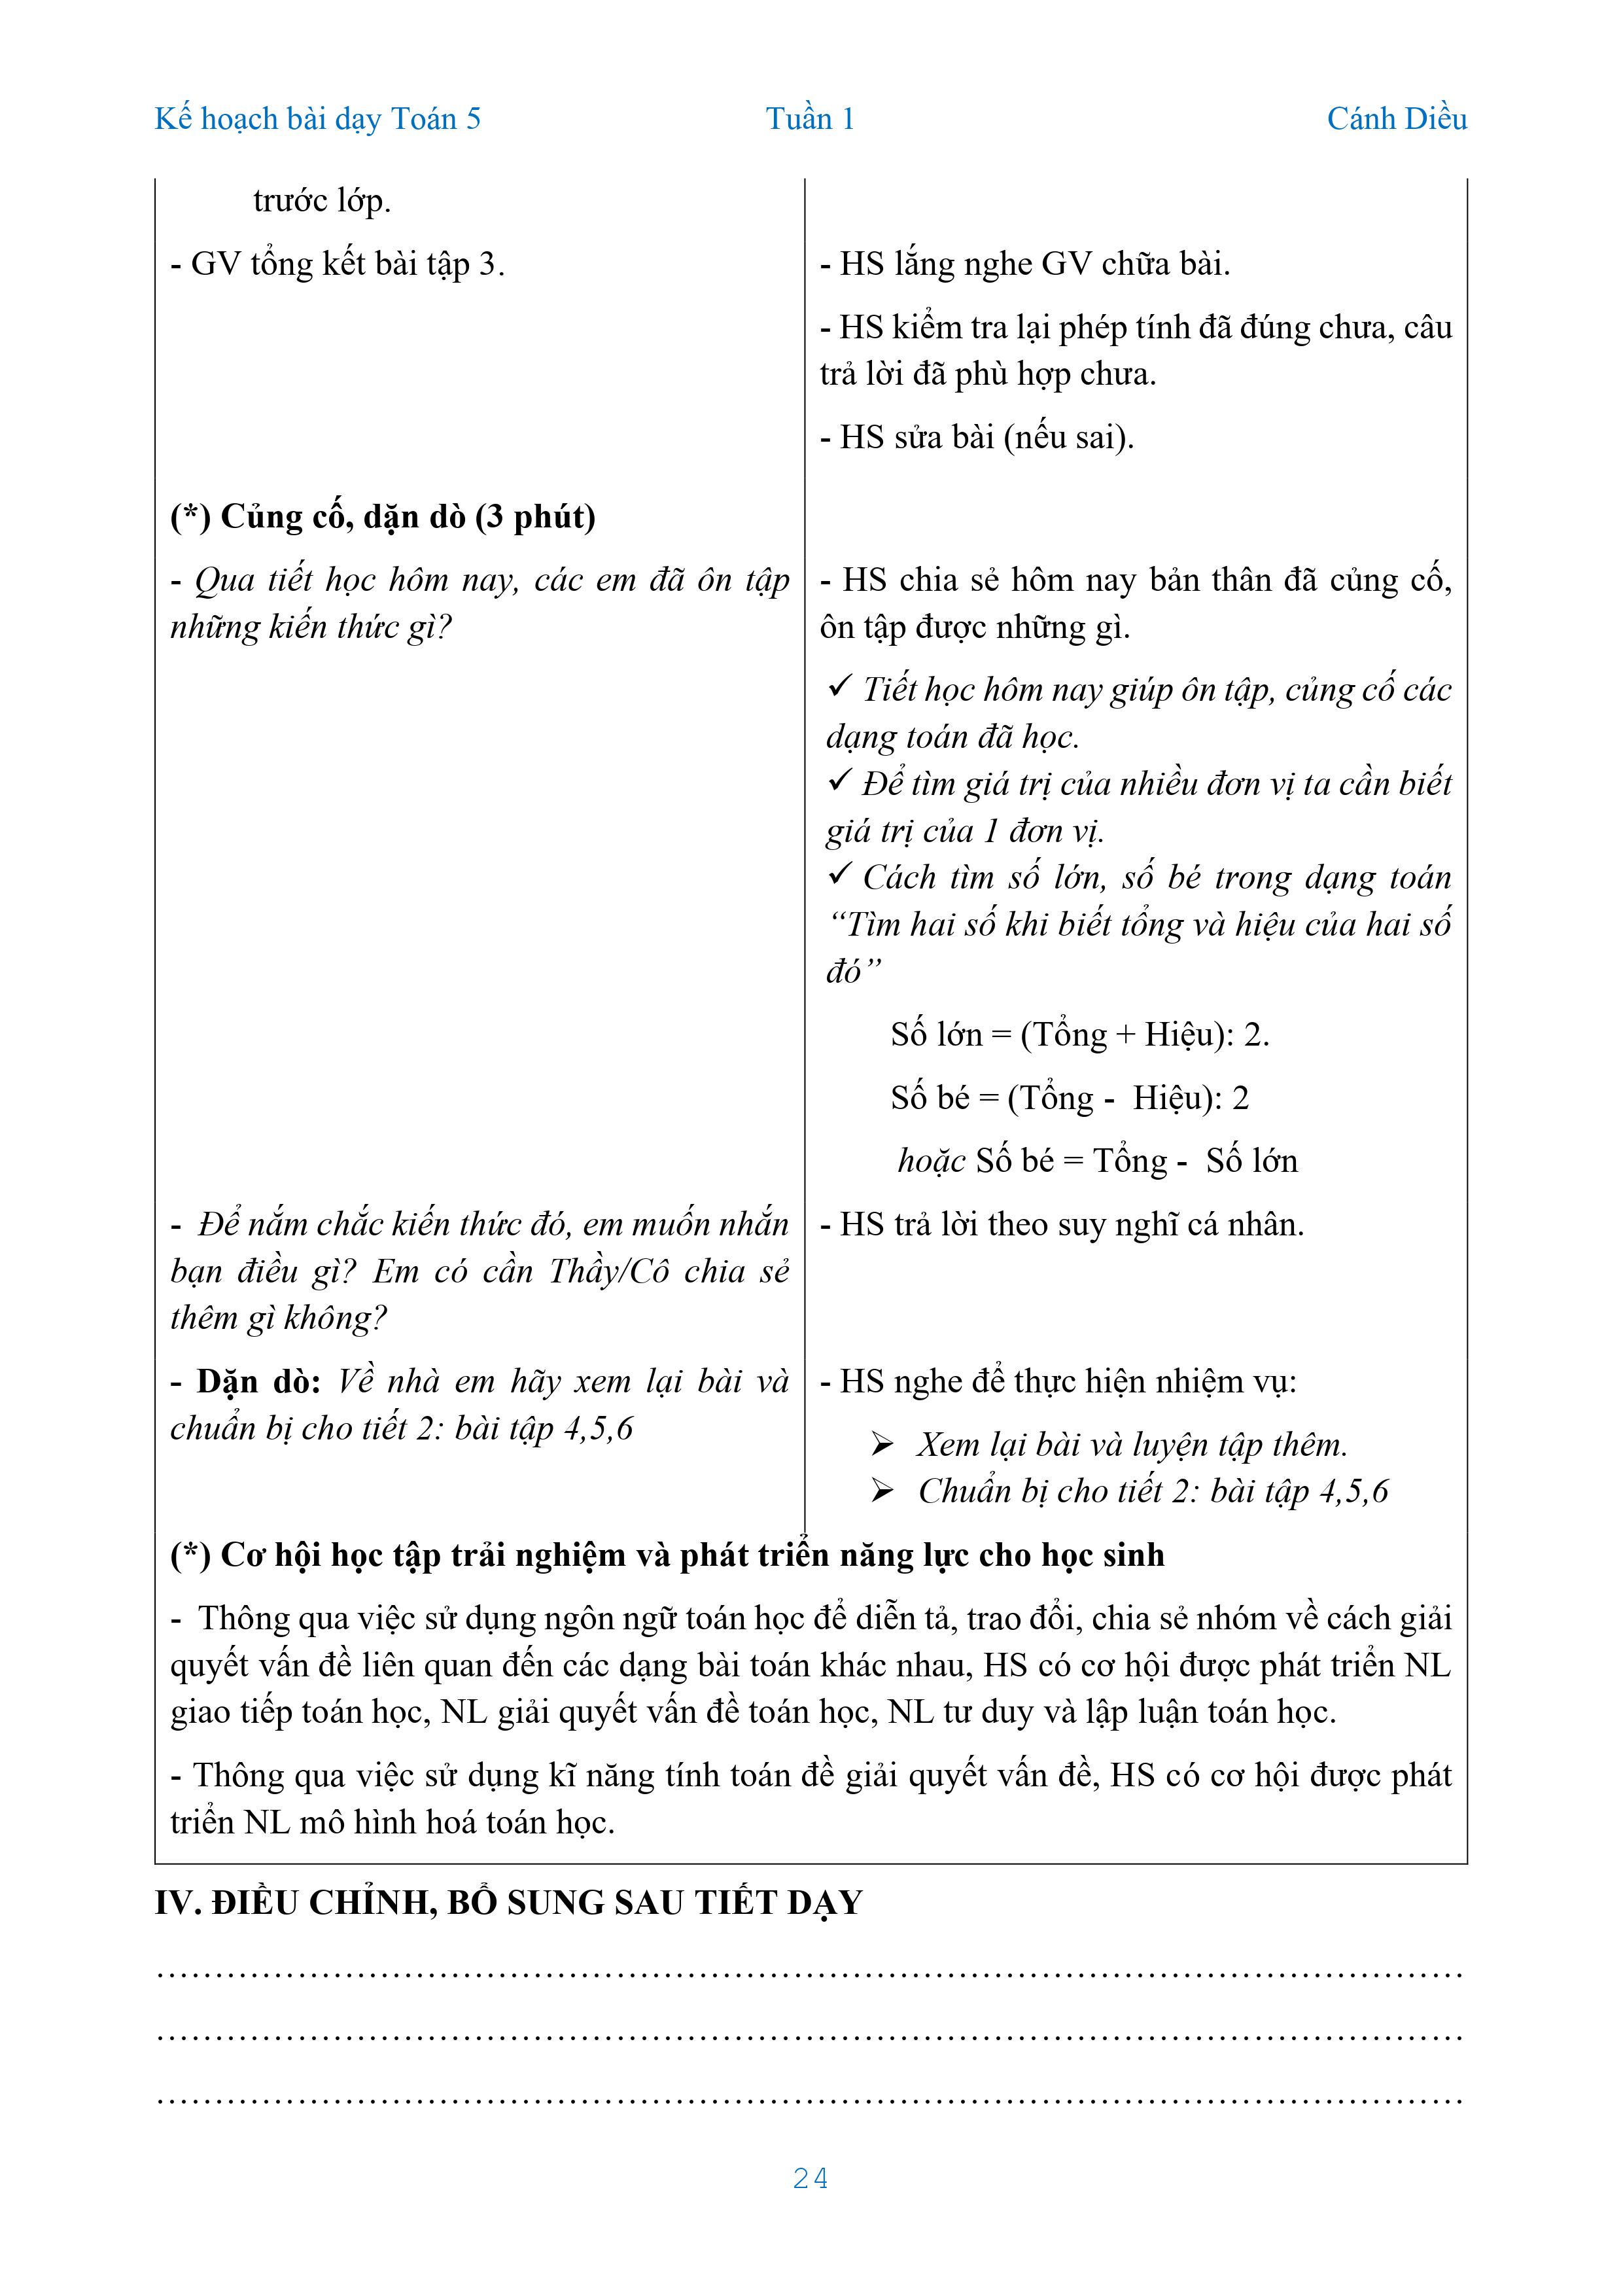 Kế hoạch bài dạy Toán 5 Tuần 1 Cánh Diều
trước lớp.
- GV tổng kết bài tập 3.
- HS lắng nghe GV chữa bài.
- HS kiểm tra lại phép tính đã đúng chưa, câu
trả lời đã phù hợp chưa.
- HS sửa bài (nếu sai).
(*) Củng cố, dặn dò (3 phút)
- Qua tiết học hôm nay, các em đã ôn tập
những kiến thức gì?
- HS chia sẻ hôm nay bản thân đã củng cố,
ôn tập được những gì.
✓ Tiết học hôm nay giúp ôn tập, củng cố các
dạng toán đã học.
✓ Để tìm giá trị của nhiều đơn vị ta cần biết
giá trị của 1 đơn vị.
✓ Cách tìm số lớn, số bé trong dạng toán
“Tìm hai số khi biết tổng và hiệu của hai số
đó”
Số lớn = (Tổng + Hiệu): 2.
Số bé = (Tổng - Hiệu): 2
hoặc Số bé = Tổng - Số lớn
- Để nắm chắc kiến thức đó, em muốn nhắn
bạn điều gì? Em có cần Thầy/Cô chia sẻ
thêm gì không?
- HS trả lời theo suy nghĩ cá nhân.
- Dặn dò: Về nhà em hãy xem lại bài và
chuẩn bị cho tiết 2: bài tập 4,5,6
- HS nghe để thực hiện nhiệm vụ:
➢ Xem lại bài và luyện tập thêm.
➢ Chuẩn bị cho tiết 2: bài tập 4,5,6
(*) Cơ hội học tập trải nghiệm và phát triển năng lực cho học sinh
- Thông qua việc sử dụng ngôn ngữ toán học để diễn tả, trao đổi, chia sẻ nhóm về cách giải
quyết vấn đề liên quan đến các dạng bài toán khác nhau, HS có cơ hội được phát triển NL
giao tiếp toán học, NL giải quyết vấn đề toán học, NL tư duy và lập luận toán học.
- Thông qua việc sử dụng kĩ năng tính toán đề giải quyết vấn đề, HS có cơ hội được phát
triển NL mô hình hoá toán học.
IV. ĐIỀU CHỈNH, BỔ SUNG SAU TIẾT DẠY
……………………………………………………………………………………………
……………………………………………………………………………………………
……………………………………………………………………………………………
24